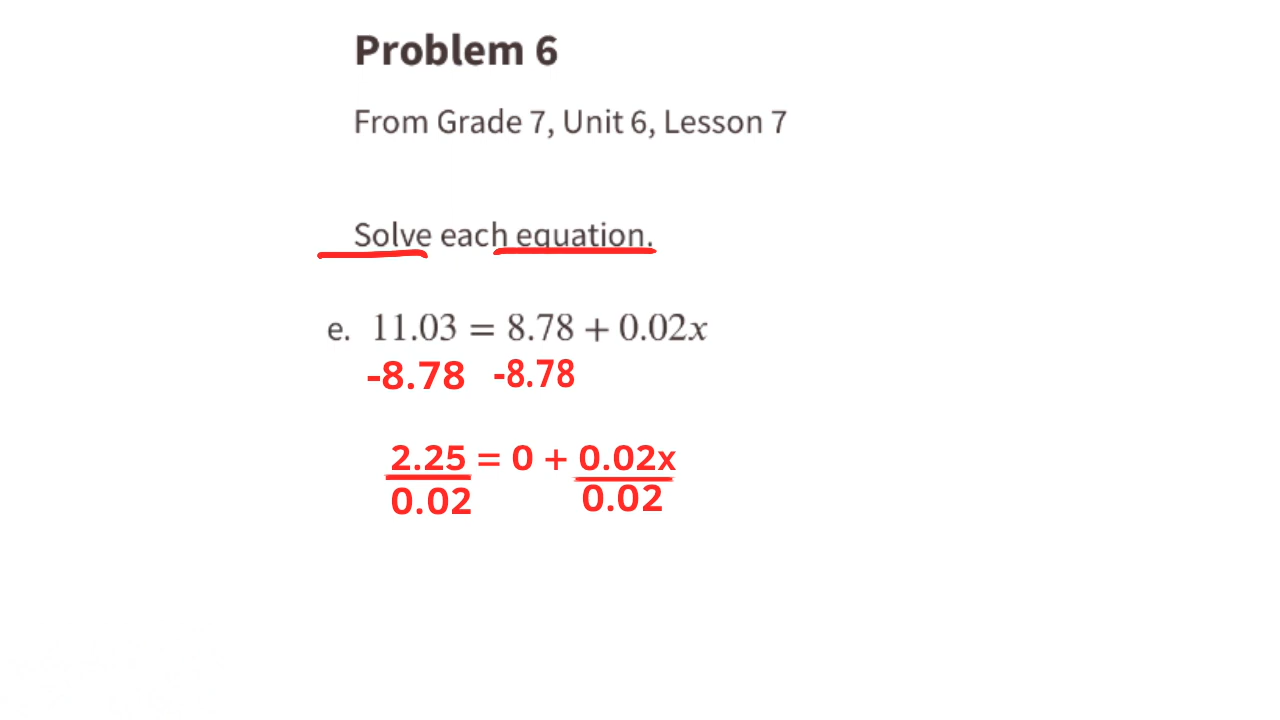 Problem 6
From Grade 7, Unit 6, Lesson 7
Solve each equation.
e. 11.03 = 8.78 + 0.02x
-8.78 -8.78
2.25 = 0 + 0.02x
0.02 0.02